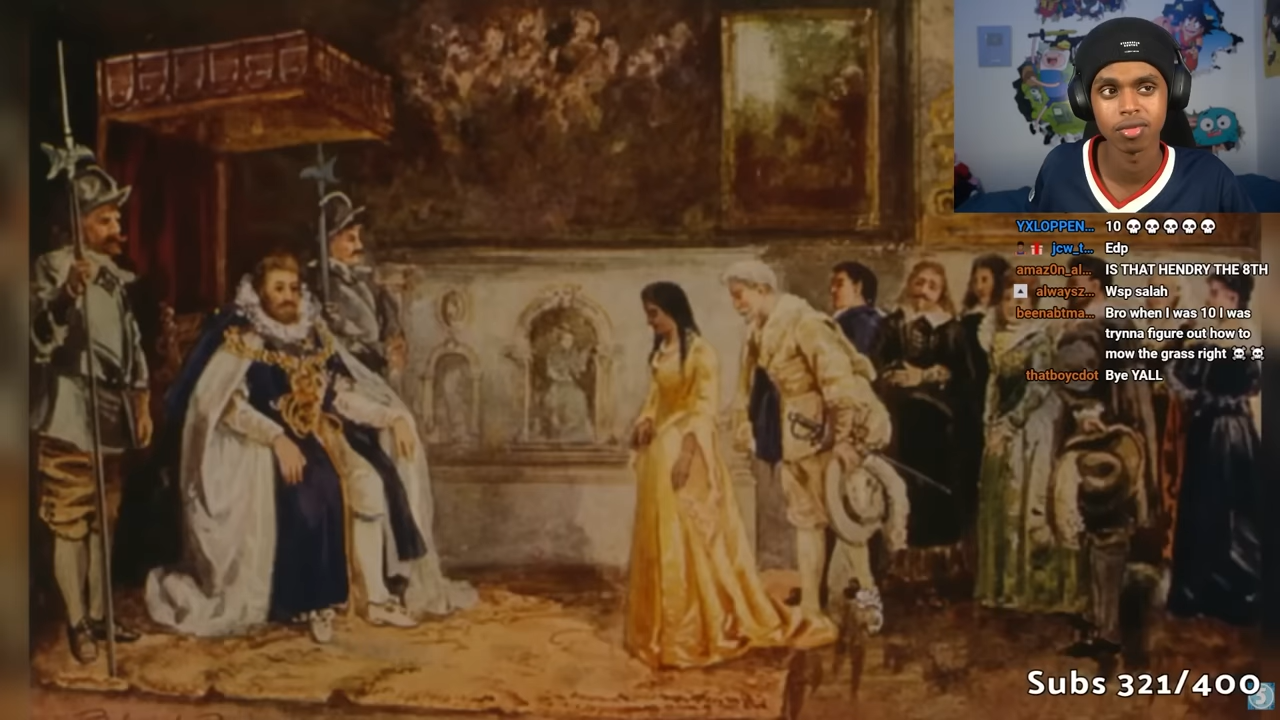 YXLOPPEN... 10 💀💀💀💀💀
jcw_t... Edp
amaz0n_al... IS THAT HENDRY THE 8TH
alwaysz... Wsp salah
beenabtma... Bro when I was 10 I was
trynna figure out how to
mow the grass right ☠️ ☠️
thatboycdot Bye YALL
Subs 321/400
5